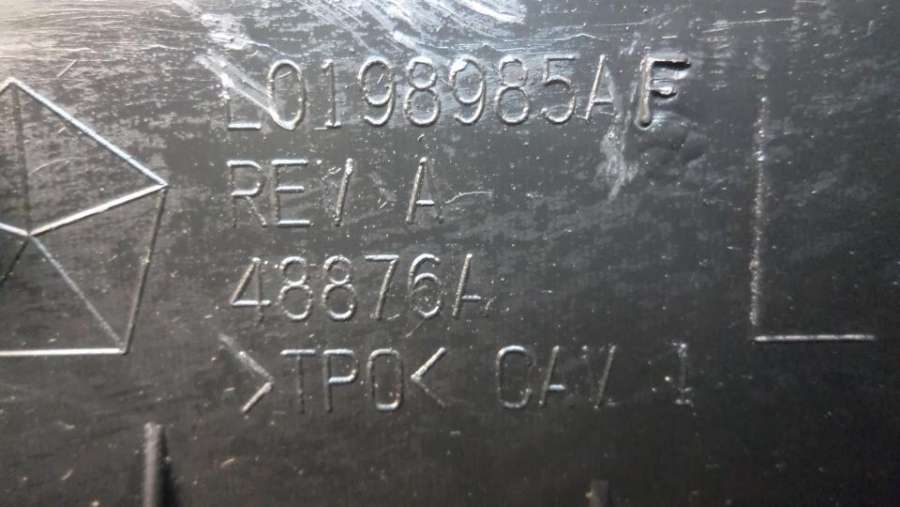 L0198985AF
REV A
48876A
>TPO< CAV 1